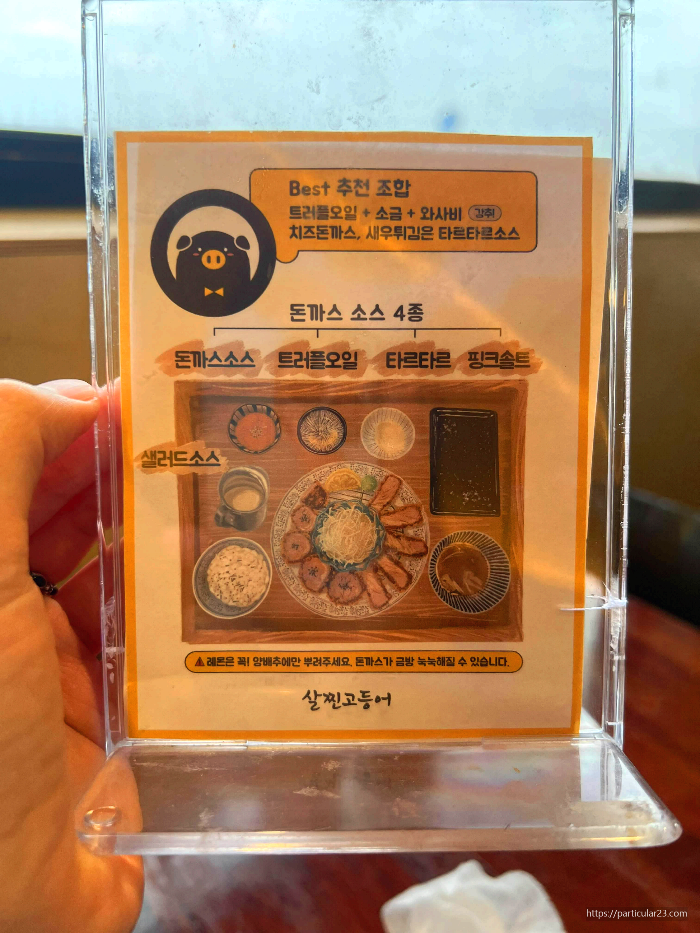 Best 추천 조합
트러플오일 + 소금 + 와사비 강추!
치즈돈까스, 새우튀김은 타르타르소스
돈까스 소스 4종
돈까스소스 트러플오일 타르타르 핑크솔트
샐러드소스
레몬은 꼭! 양배추에만 뿌려주세요. 돈까스가 금방 눅눅해질 수 있습니다.
살찐고등어
https://particular23.com